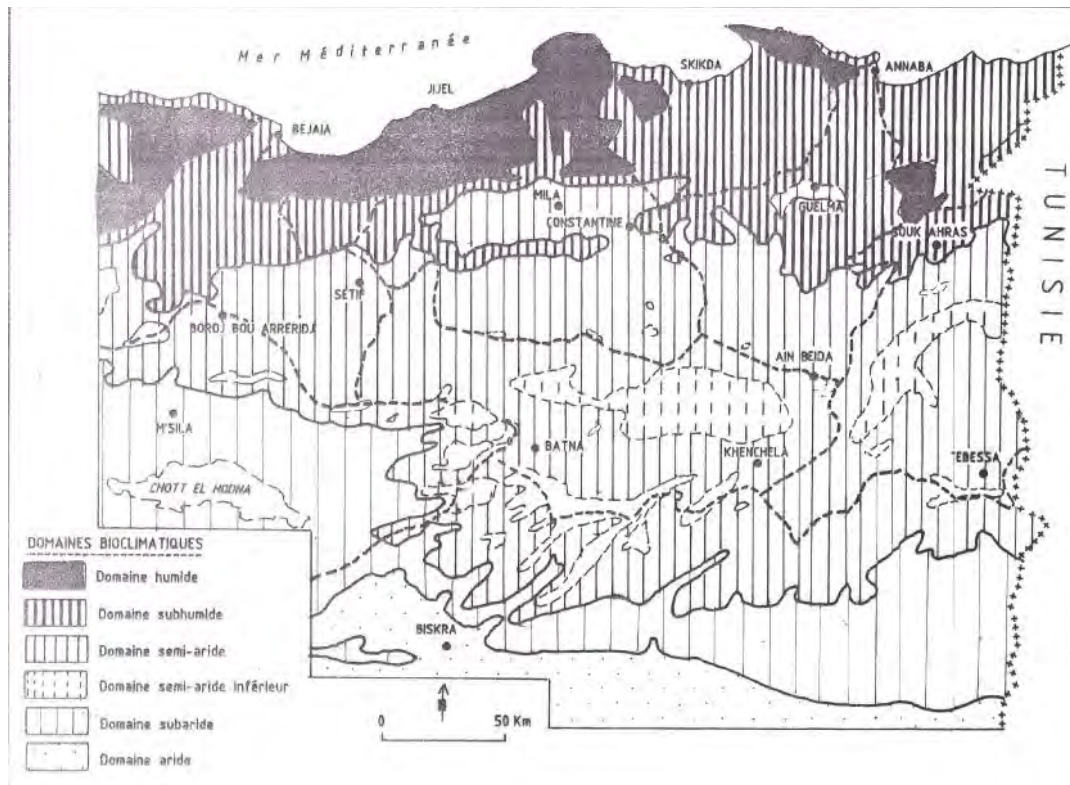 Mer Méditerranée
SKIKDA
ANNABA
JIJEL
BEJAIA
MILA
CONSTANTINE
GUELMA
SOUK AHRAS
TUNISIE
SETIF
BORDJ BOU ARRERIDJ
AIN BEIDA
M'SILA
BATNA
KHENCHELA
TEBESSA
CHOTT EL HODNA
DOMAINES BIOCLIMATIQUES
Domaine humide
Domaine subhumide
Domaine semi-aride
Domaine semi-aride inférieur
Domaine subaride
Domaine aride
BISKRA
N
0 50 Km